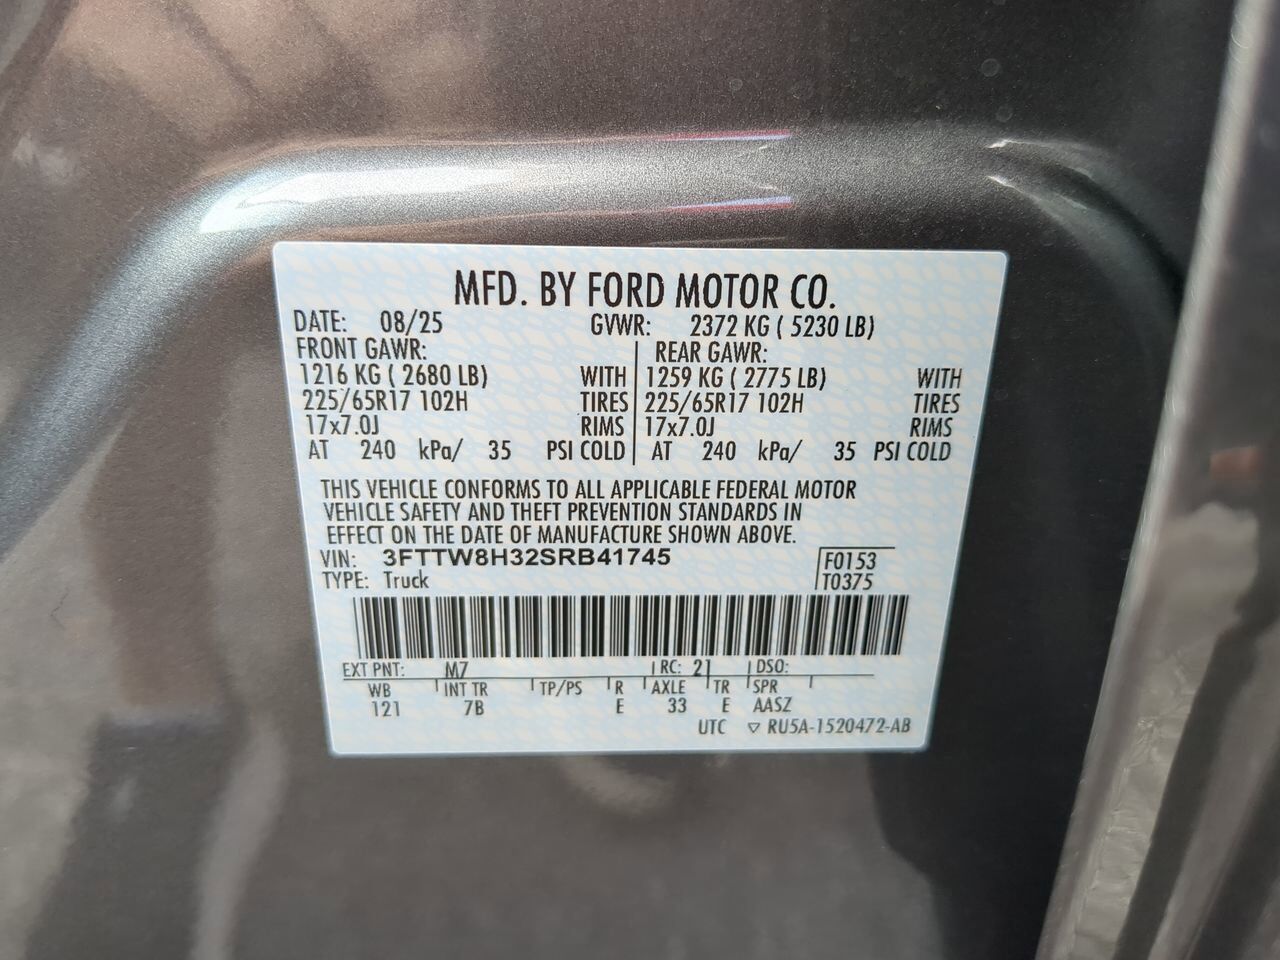 MFD. BY FORD MOTOR CO.
DATE: 08/25 GVWR: 2372 KG ( 5230 LB)
FRONT GAWR: REAR GAWR:
1216 KG ( 2680 LB) WITH 1259 KG ( 2775 LB) WITH
225/65R17 102H TIRES 225/65R17 102H TIRES
17x7.0J RIMS 17x7.0J RIMS
AT 240 kPa/ 35 PSI COLD AT 240 kPa/ 35 PSI COLD
THIS VEHICLE CONFORMS TO ALL APPLICABLE FEDERAL MOTOR
VEHICLE SAFETY AND THEFT PREVENTION STANDARDS IN
EFFECT ON THE DATE OF MANUFACTURE SHOWN ABOVE.
VIN: 3FTTW8H32SRB41745 F0153
TYPE: Truck T0375
EXT PNT: M7 RC: 21 DSO:
WB INT TR TP/PS R AXLE TR SPR
121 7B E 33 E AASZ
UTC ▽ RU5A-1520472-AB